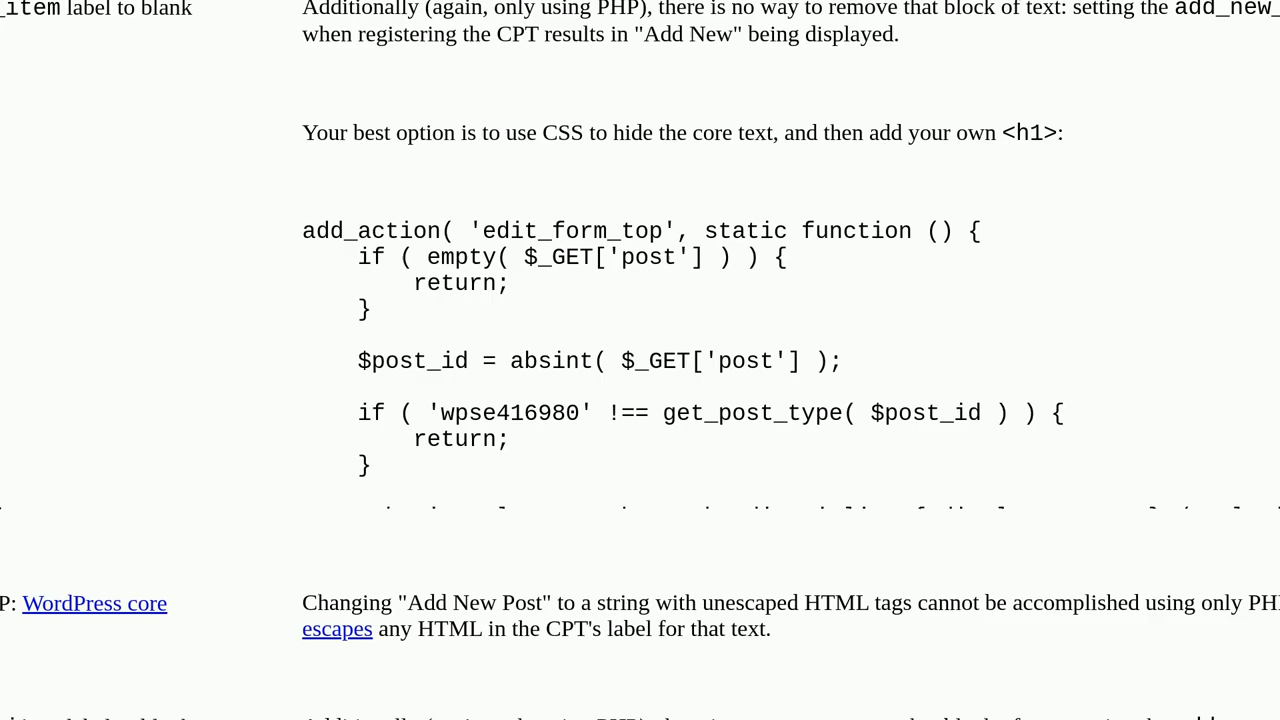 _item label to blank
Additionally (again, only using PHP), there is no way to remove that block of text: setting the add_new_
when registering the CPT results in "Add New" being displayed.
Your best option is to use CSS to hide the core text, and then add your own <h1>:
add_action( 'edit_form_top', static function () {
    if ( empty( $_GET['post'] ) ) {
        return;
    }
    $post_id = absint( $_GET['post'] );
    if ( 'wpse416980' !== get_post_type( $post_id ) ) {
        return;
    }
P: WordPress core
Changing "Add New Post" to a string with unescaped HTML tags cannot be accomplished using only PH
escapes any HTML in the CPT's label for that text.